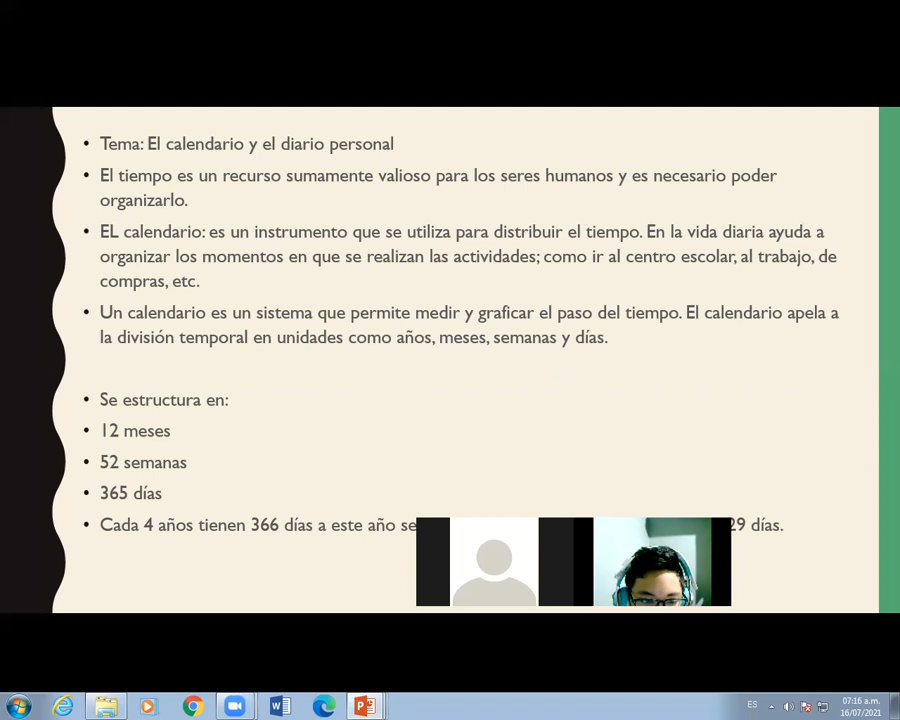 Tema: El calendario y el diario personal
El tiempo es un recurso sumamente valioso para los seres humanos y es necesario poder
organizarlo.
EL calendario: es un instrumento que se utiliza para distribuir el tiempo. En la vida diaria ayuda a
organizar los momentos en que se realizan las actividades; como ir al centro escolar, al trabajo, de
compras, etc.
Un calendario es un sistema que permite medir y graficar el paso del tiempo. El calendario apela a
la división temporal en unidades como años, meses, semanas y días.
Se estructura en:
12 meses
52 semanas
365 días
Cada 4 años tienen 366 días a este año se 29 días.
ES
07:16 a.m.
16/07/2021